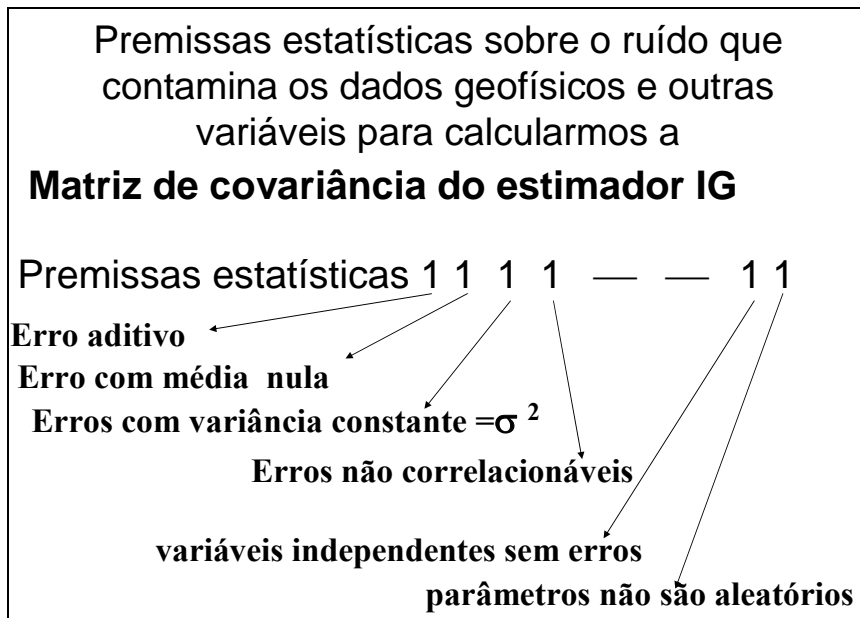 Premissas estatísticas sobre o ruído que
contamina os dados geofísicos e outras
variáveis para calcularmos a
Matriz de covariância do estimador IG
Premissas estatísticas 1 1 1 1 — — 1 1
Erro aditivo
Erro com média nula
Erros com variância constante =σ ²
Erros não correlacionáveis
variáveis independentes sem erros
parâmetros não são aleatórios